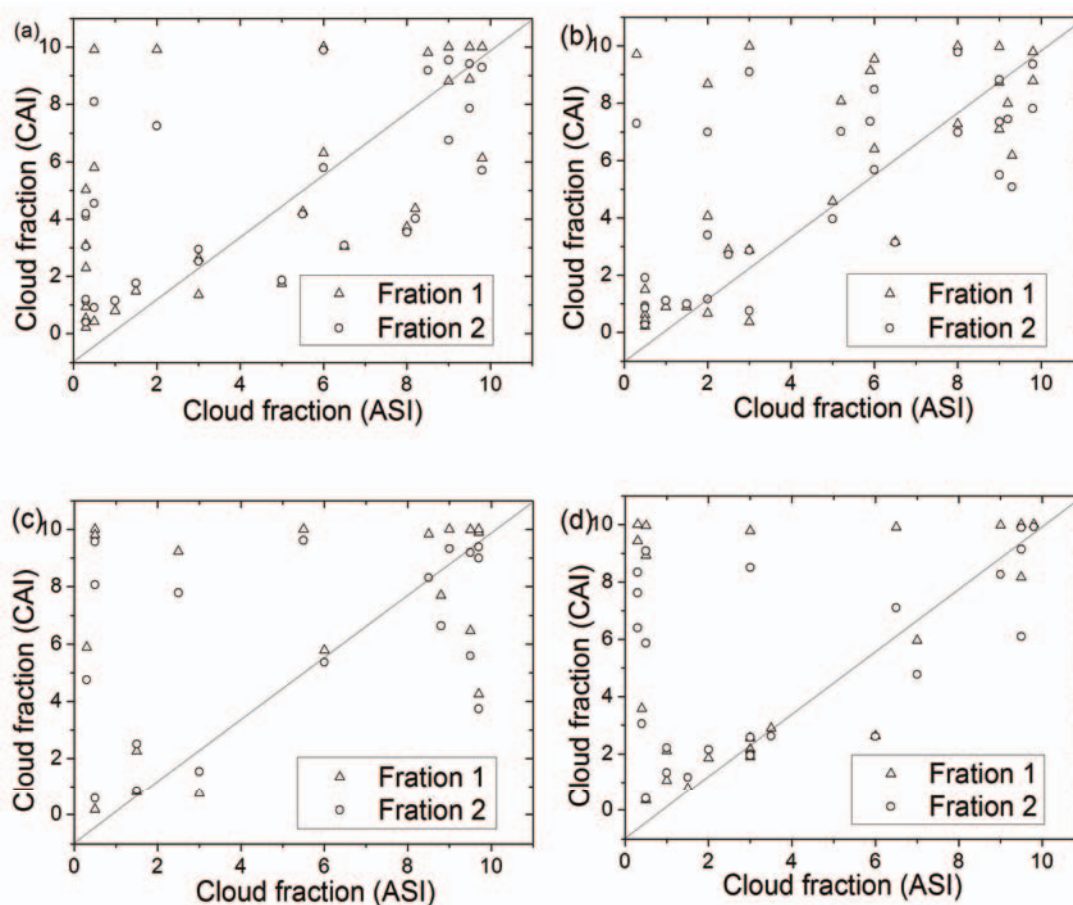 (a)
10
8
6
4
2
0
Cloud fraction (CAI)
0 2 4 6 8 10
Cloud fraction (ASI)
Fration 1
Fration 2
(b)
10
8
6
4
2
0
Cloud fraction (CAI)
0 2 4 6 8 10
Cloud fraction (ASI)
Fration 1
Fration 2
(c)
10
8
6
4
2
0
Cloud fraction (CAI)
0 2 4 6 8 10
Cloud fraction (ASI)
Fration 1
Fration 2
(d)
10
8
6
4
2
0
Cloud fraction (CAI)
0 2 4 6 8 10
Cloud fraction (ASI)
Fration 1
Fration 2